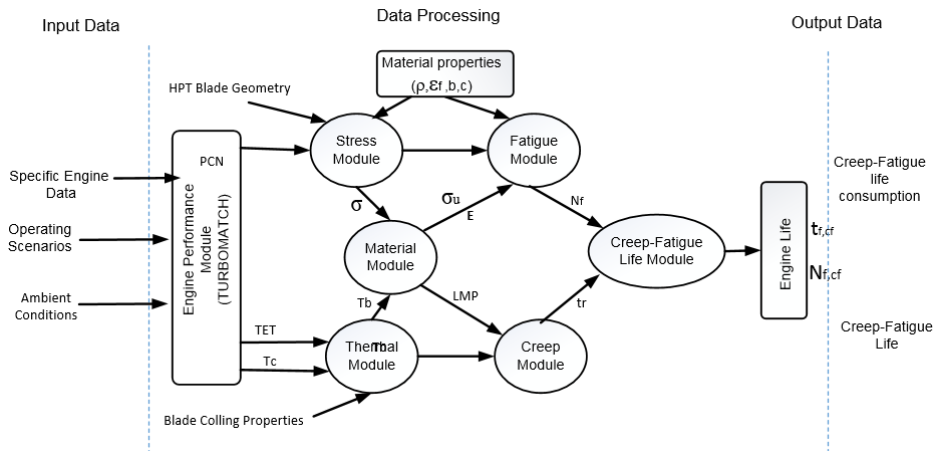 Input Data
Data Processing
Output Data
Material properties
(ρ,εf,b,c)
HPT Blade Geometry
PCN
Stress
Module
Fatigue
Module
Specific Engine
Data
Operating
Scenarios
Ambient
Conditions
Engine Performance
Module
(TURBOMATCH)
σ
σu
E
Nf
Material
Module
Creep-Fatigue
Life Module
Tb
LMP
tr
TET
Tc
Thermal
Module
Tb
Creep
Module
Blade Colling Properties
Engine Life
tf,cf
Nf,cf
Creep-Fatigue
life
consumption
Creep-Fatigue
Life